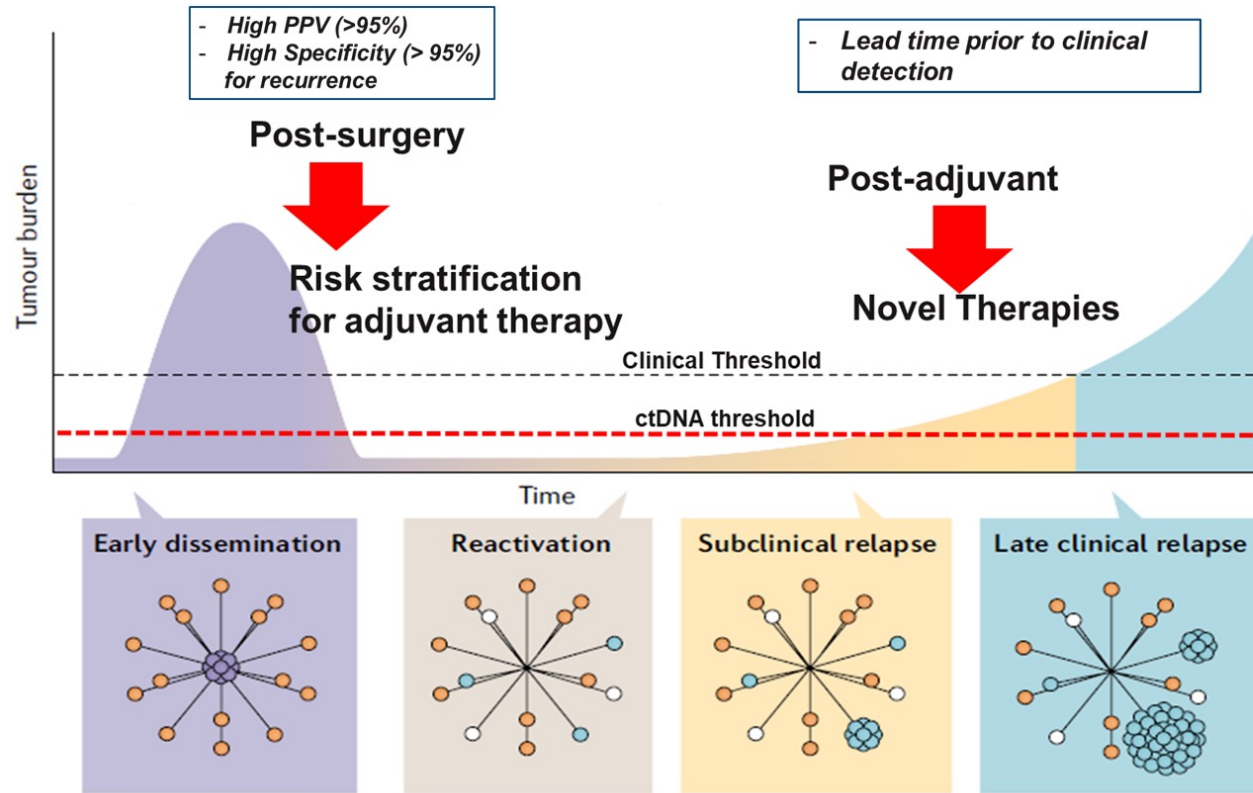 - High PPV (>95%)
- High Specificity (> 95%)
for recurrence
- Lead time prior to clinical
detection
Post-surgery
Post-adjuvant
Risk stratification
for adjuvant therapy
Novel Therapies
Tumour burden
Clinical Threshold
ctDNA threshold
Time
Early dissemination
Reactivation
Subclinical relapse
Late clinical relapse